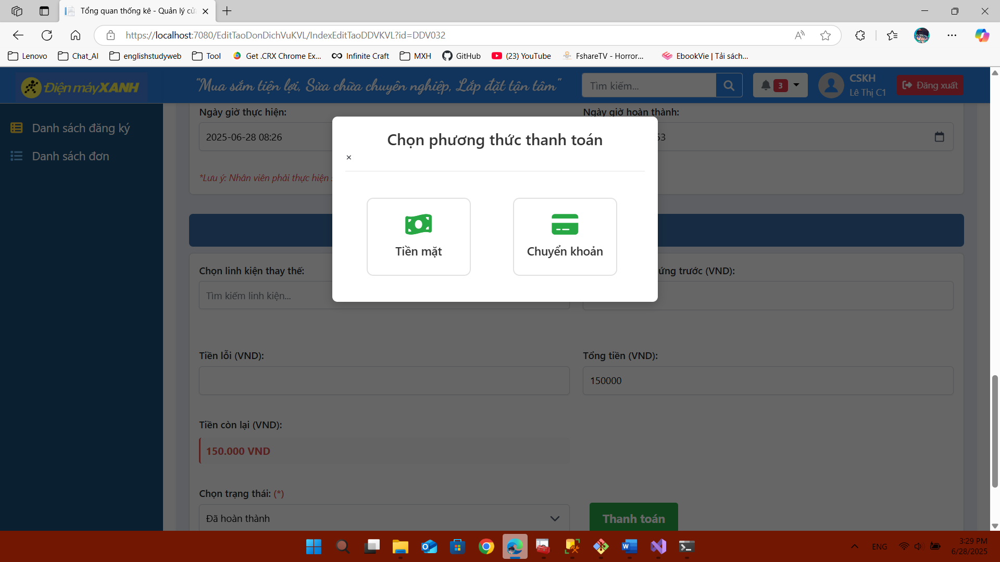 Tổng quan thống kê - Quản lý cử
https://localhost:7080/EditTaoDonDichVuKVL/IndexEditTaoDDVKVL?id=DDV032
Lenovo
Chat_AI
englishstudyweb
Tool
Get .CRX Chrome Ex...
Infinite Craft
MXH
GitHub
(23) YouTube
FshareTV - Horror...
EbookVie | Tải sách...
Điện máy XANH
"Mua sắm tiện lợi, Sửa chữa chuyên nghiệp, Lắp đặt tận tâm"
Tìm kiếm...
3
CSKH
Lê Thị C1
Đăng xuất
Danh sách đăng ký
Danh sách đơn
Ngày giờ thực hiện:
Ngày giờ hoàn thành:
2025-06-28 08:26
53
*Lưu ý: Nhân viên phải thực hiện
Chọn phương thức thanh toán
×
Tiền mặt
Chuyển khoản
Chọn linh kiện thay thế:
ứng trước (VND):
Tìm kiếm linh kiện...
Tiền lỗi (VND):
Tổng tiền (VND):
150000
Tiền còn lại (VND):
150.000 VND
Chọn trạng thái: (*)
Đã hoàn thành
Thanh toán
ENG
3:29 PM
6/28/2025